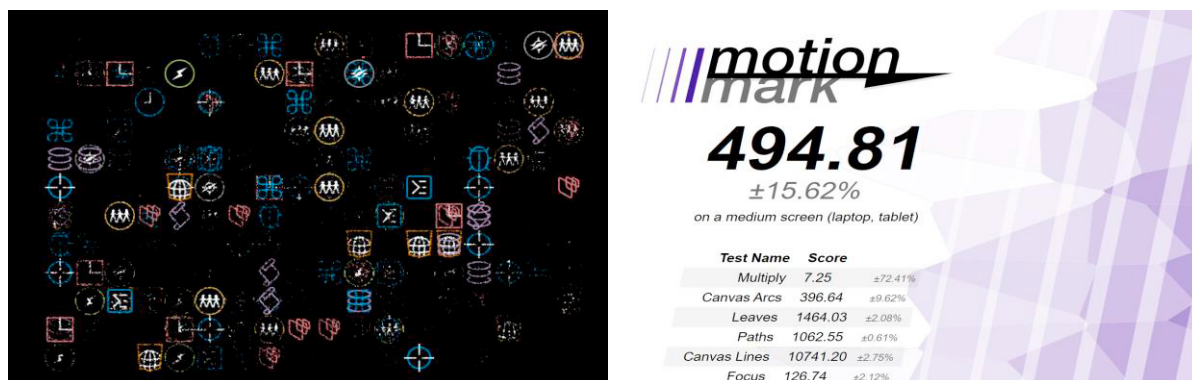 motion
mark
494.81
±15.62%
on a medium screen (laptop, tablet)
Test Name Score
Multiply 7.25 ±72.41%
Canvas Arcs 396.64 ±9.62%
Leaves 1464.03 ±2.08%
Paths 1062.55 ±0.61%
Canvas Lines 10741.20 ±2.75%
Focus 126.74 ±2.12%